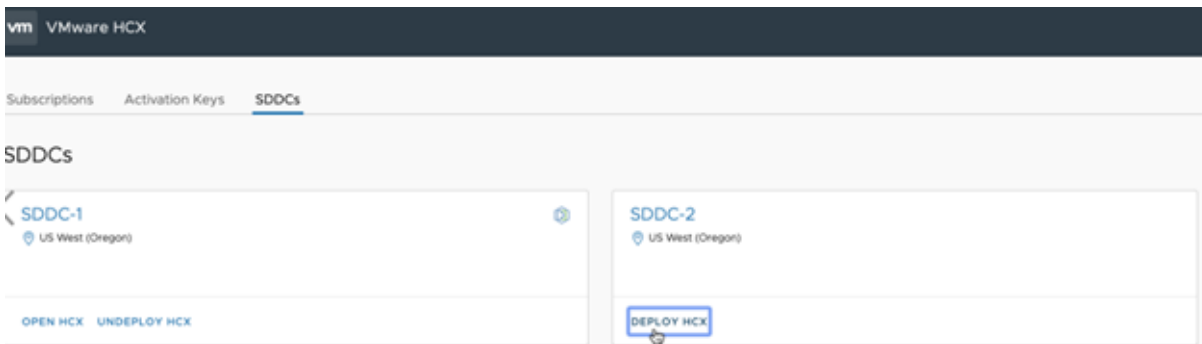 vm VMware HCX
Subscriptions Activation Keys SDDCs
SDDCs
SDDC-1
US West (Oregon)
OPEN HCX UNDEPLOY HCX
SDDC-2
US West (Oregon)
DEPLOY HCX